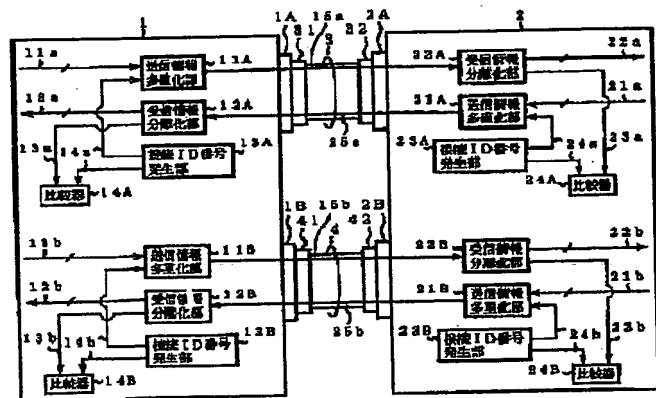 1
2
1A 31 15a 3 32 2A
11a
送信情報
多重化部
11A
22A
受信情報
分離化部
22a
12A
受信情報
分離化部
21A
送信情報
多重化部
21a
13a
14a
接続ID番号
発生部
13A
25a
23A
接続ID番号
発生部
24a
23a
比較器
14A
24A
比較器
1B 41 15b 4 42 2B
送信情報
多重化部
11B
22B
受信情報
分離化部
22b
12b
受信信号
分離化部
12B
21B
送信情報
多重化部
21b
13b
14b
接続ID番号
発生部
25b
接続ID番号
発生部
24b
比較器
14B
24B
比較器